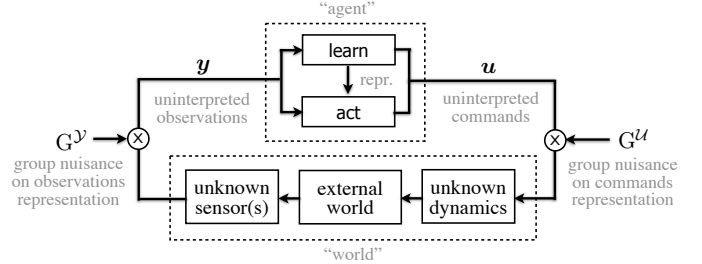 “agent”
learn
y
u
repr.
uninterpreted
observations
act
uninterpreted
commands
G^𝒴
x
x
G^𝒰
group nuisance
on observations
representation
group nuisance
on commands
representation
unknown
sensor(s)
external
world
unknown
dynamics
“world”